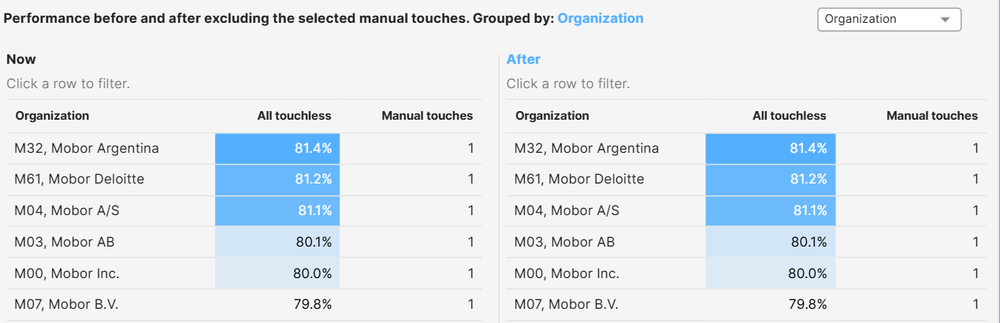 Performance before and after excluding the selected manual touches. Grouped by: Organization
Organization
Now
Click a row to filter.
Organization All touchless Manual touches
M32, Mobor Argentina 81.4% 1
M61, Mobor Deloitte 81.2% 1
M04, Mobor A/S 81.1% 1
M03, Mobor AB 80.1% 1
M00, Mobor Inc. 80.0% 1
M07, Mobor B.V. 79.8% 1
After
Click a row to filter.
Organization All touchless Manual touches
M32, Mobor Argentina 81.4% 1
M61, Mobor Deloitte 81.2% 1
M04, Mobor A/S 81.1% 1
M03, Mobor AB 80.1% 1
M00, Mobor Inc. 80.0% 1
M07, Mobor B.V. 79.8% 1